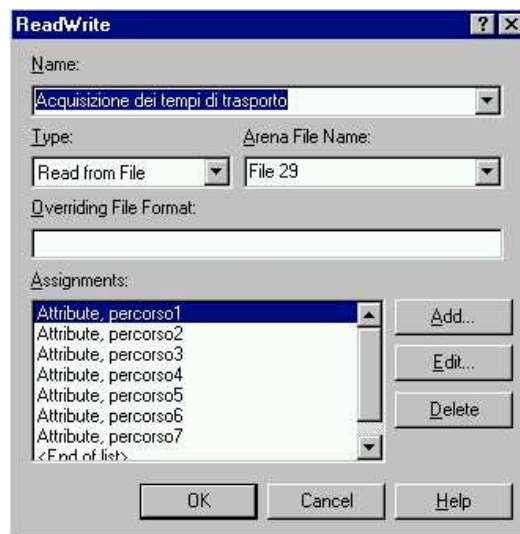 ReadWrite
Name:
Acquisizione dei tempi di trasporto
Type: Arena File Name:
Read from File File 29
Overriding File Format:
Assignments:
Attribute, percorso1
Attribute, percorso2
Attribute, percorso3
Attribute, percorso4
Attribute, percorso5
Attribute, percorso6
Attribute, percorso7
<End of list>
Add...
Edit...
Delete
OK Cancel Help